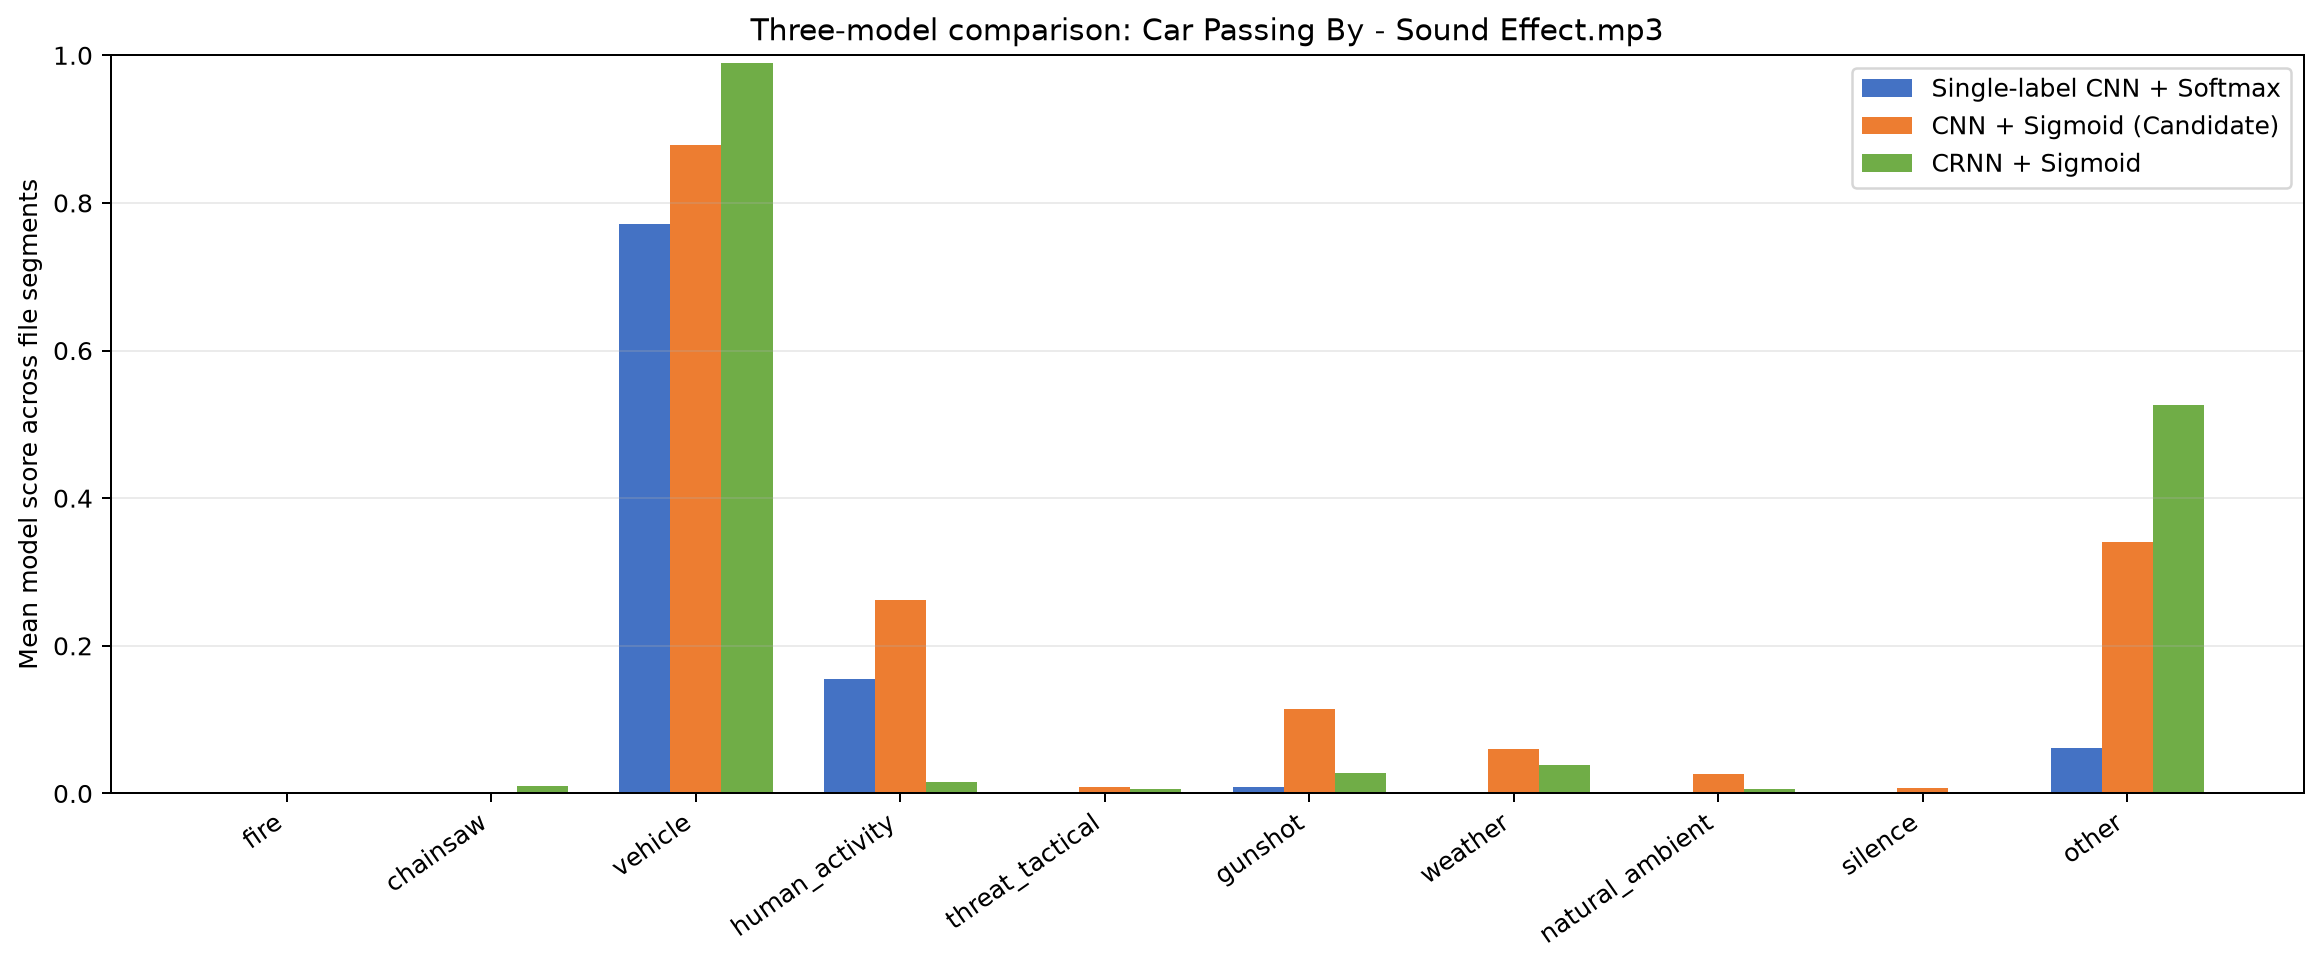 Three-model comparison: Car Passing By - Sound Effect.mp3
Mean model score across file segments
1.0
0.8
0.6
0.4
0.2
0.0
Single-label CNN + Softmax
CNN + Sigmoid (Candidate)
CRNN + Sigmoid
fire
chainsaw
vehicle
human_activity
threat_tactical
gunshot
weather
natural_ambient
silence
other